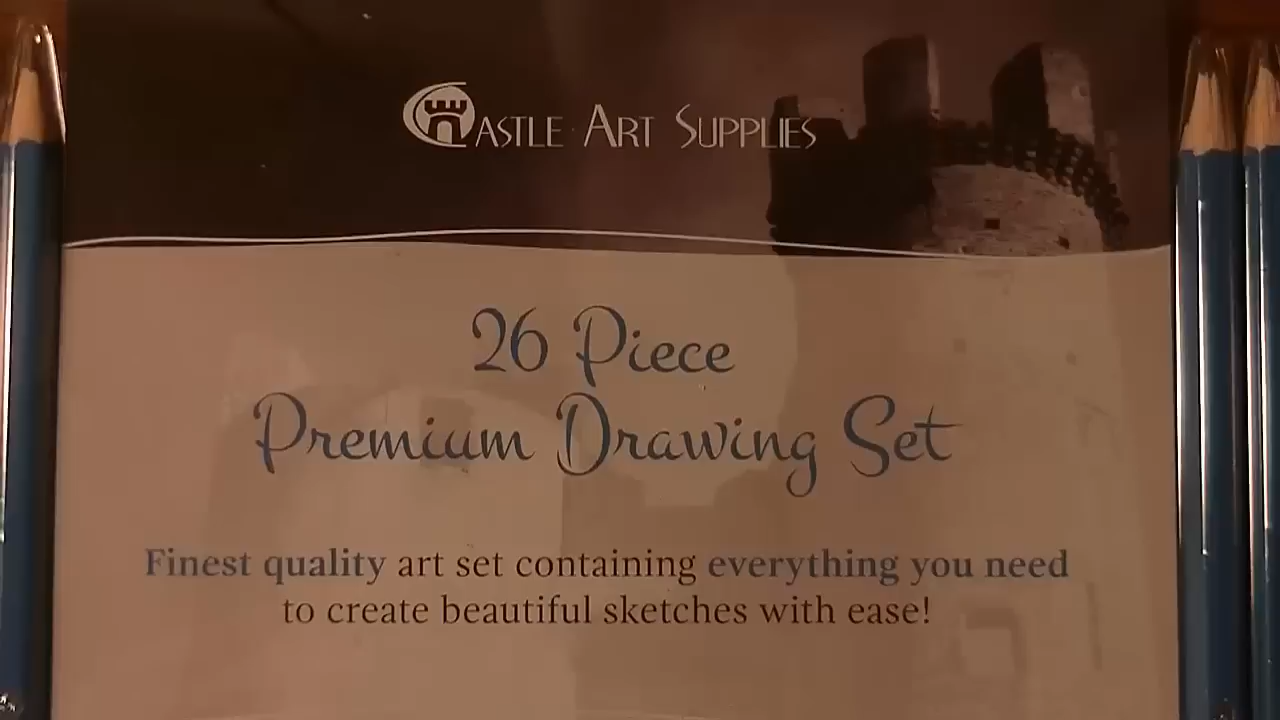 CASTLE ART SUPPLIES
26 Piece
Premium Drawing Set
Finest quality art set containing everything you need
to create beautiful sketches with ease!